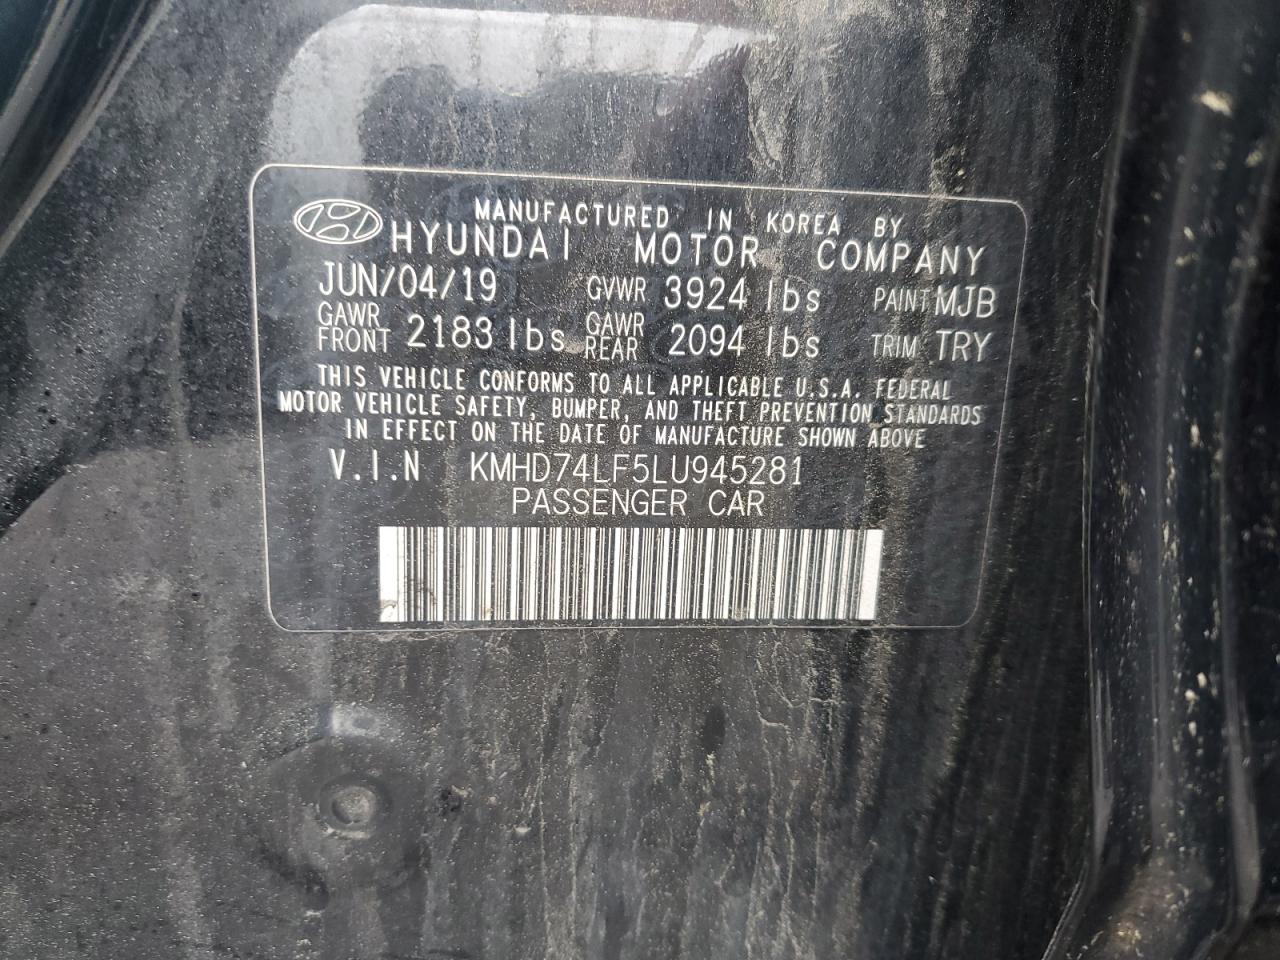 MANUFACTURED IN KOREA BY
HYUNDAI MOTOR COMPANY
JUN/04/19 GVWR 3924 lbs PAINT MJB
GAWR FRONT 2183 lbs GAWR REAR 2094 lbs TRIM TRY
THIS VEHICLE CONFORMS TO ALL APPLICABLE U.S.A. FEDERAL
MOTOR VEHICLE SAFETY, BUMPER, AND THEFT PREVENTION STANDARDS
IN EFFECT ON THE DATE OF MANUFACTURE SHOWN ABOVE
V.I.N KMHD74LF5LU945281
PASSENGER CAR